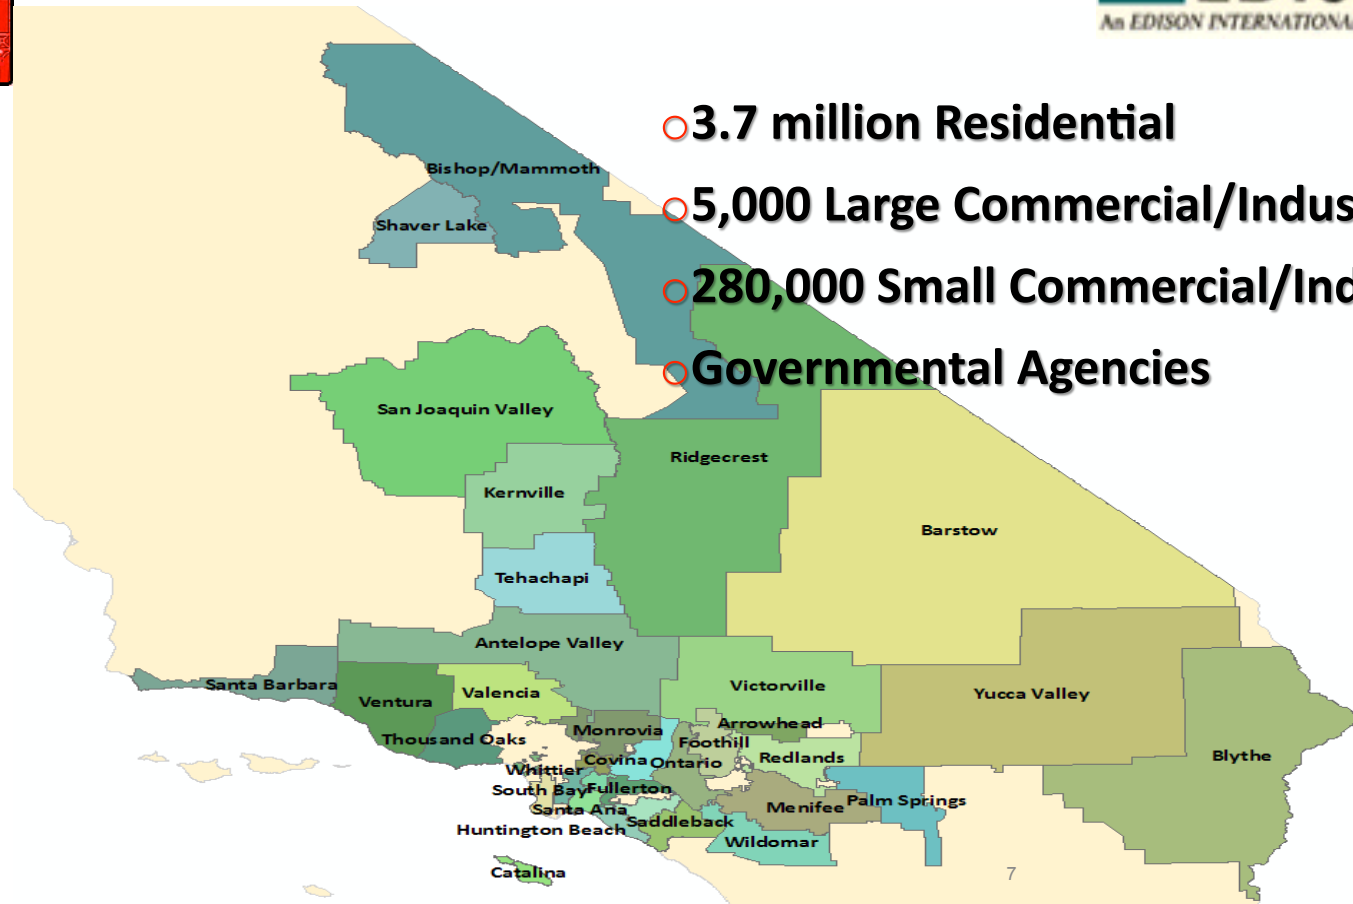 An EDISON INTERNATIONA
3.7 million Residential
5,000 Large Commercial/Indus
280,000 Small Commercial/Ind
Governmental Agencies
Bishop/Mammoth
Shaver Lake
San Joaquin Valley
Ridgecrest
Kernville
Barstow
Tehachapi
Antelope Valley
Santa Barbara
Ventura
Valencia
Victorville
Yucca Valley
Thousand Oaks
Monrovia
Arrowhead
Foothill
Covina
Ontario
Redlands
Blythe
Whittier
South Bay
Fullerton
Santa Ana
Menifee
Palm Springs
Huntington Beach
Saddleback
Wildomar
Catalina
7